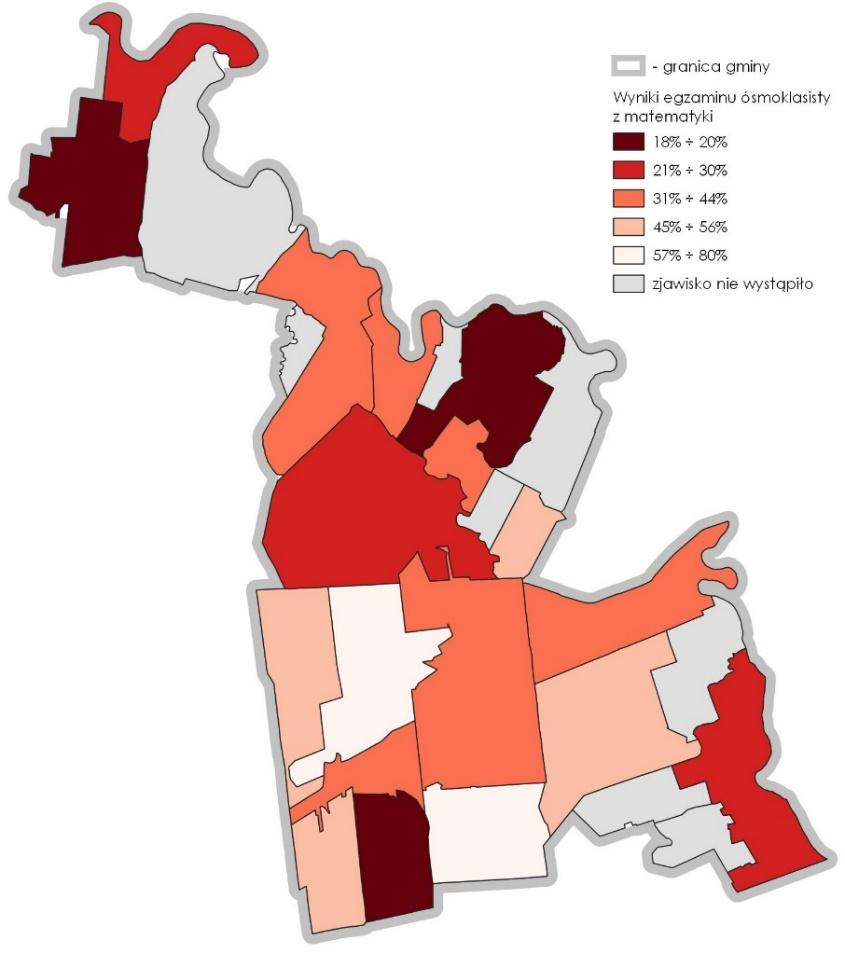 - granica gminy
Wyniki egzaminu ósmoklasisty
z matematyki
18% ÷ 20%
21% ÷ 30%
31% ÷ 44%
45% ÷ 56%
57% ÷ 80%
zjawisko nie wystąpiło